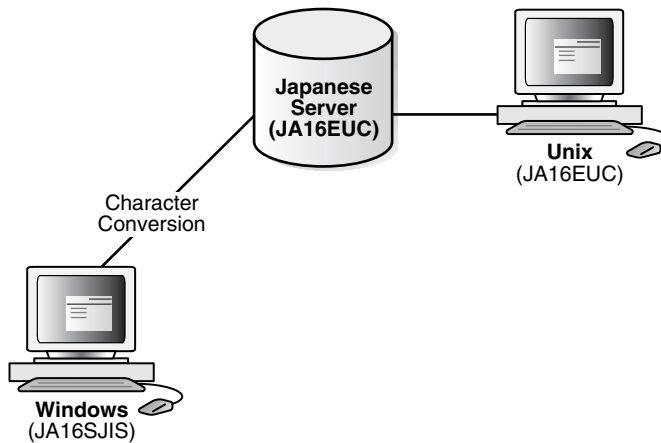 Japanese
Server
(JA16EUC)
Unix
(JA16EUC)
Character
Conversion
Windows
(JA16SJIS)